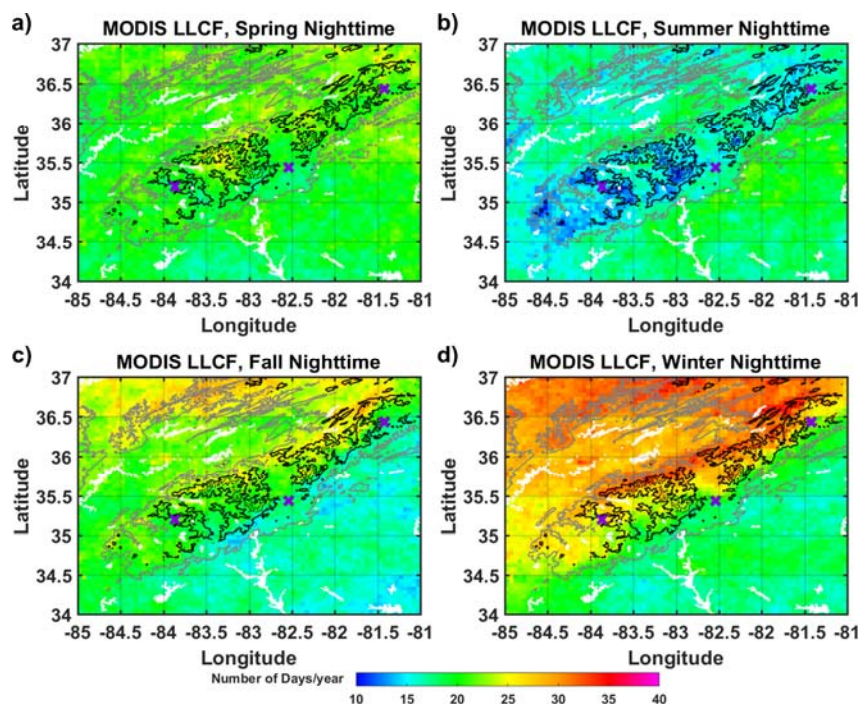 a) MODIS LLCF, Spring Nighttime
37
36.5
36
35.5
35
34.5
34
Latitude
-85 -84.5 -84 -83.5 -83 -82.5 -82 -81.5 -81
Longitude
b) MODIS LLCF, Summer Nighttime
37
36.5
36
35.5
35
34.5
34
Latitude
-85 -84.5 -84 -83.5 -83 -82.5 -82 -81.5 -81
Longitude
c) MODIS LLCF, Fall Nighttime
37
36.5
36
35.5
35
34.5
34
Latitude
-85 -84.5 -84 -83.5 -83 -82.5 -82 -81.5 -81
Longitude
d) MODIS LLCF, Winter Nighttime
37
36.5
36
35.5
35
34.5
34
Latitude
-85 -84.5 -84 -83.5 -83 -82.5 -82 -81.5 -81
Longitude
Number of Days/year
10 15 20 25 30 35 40